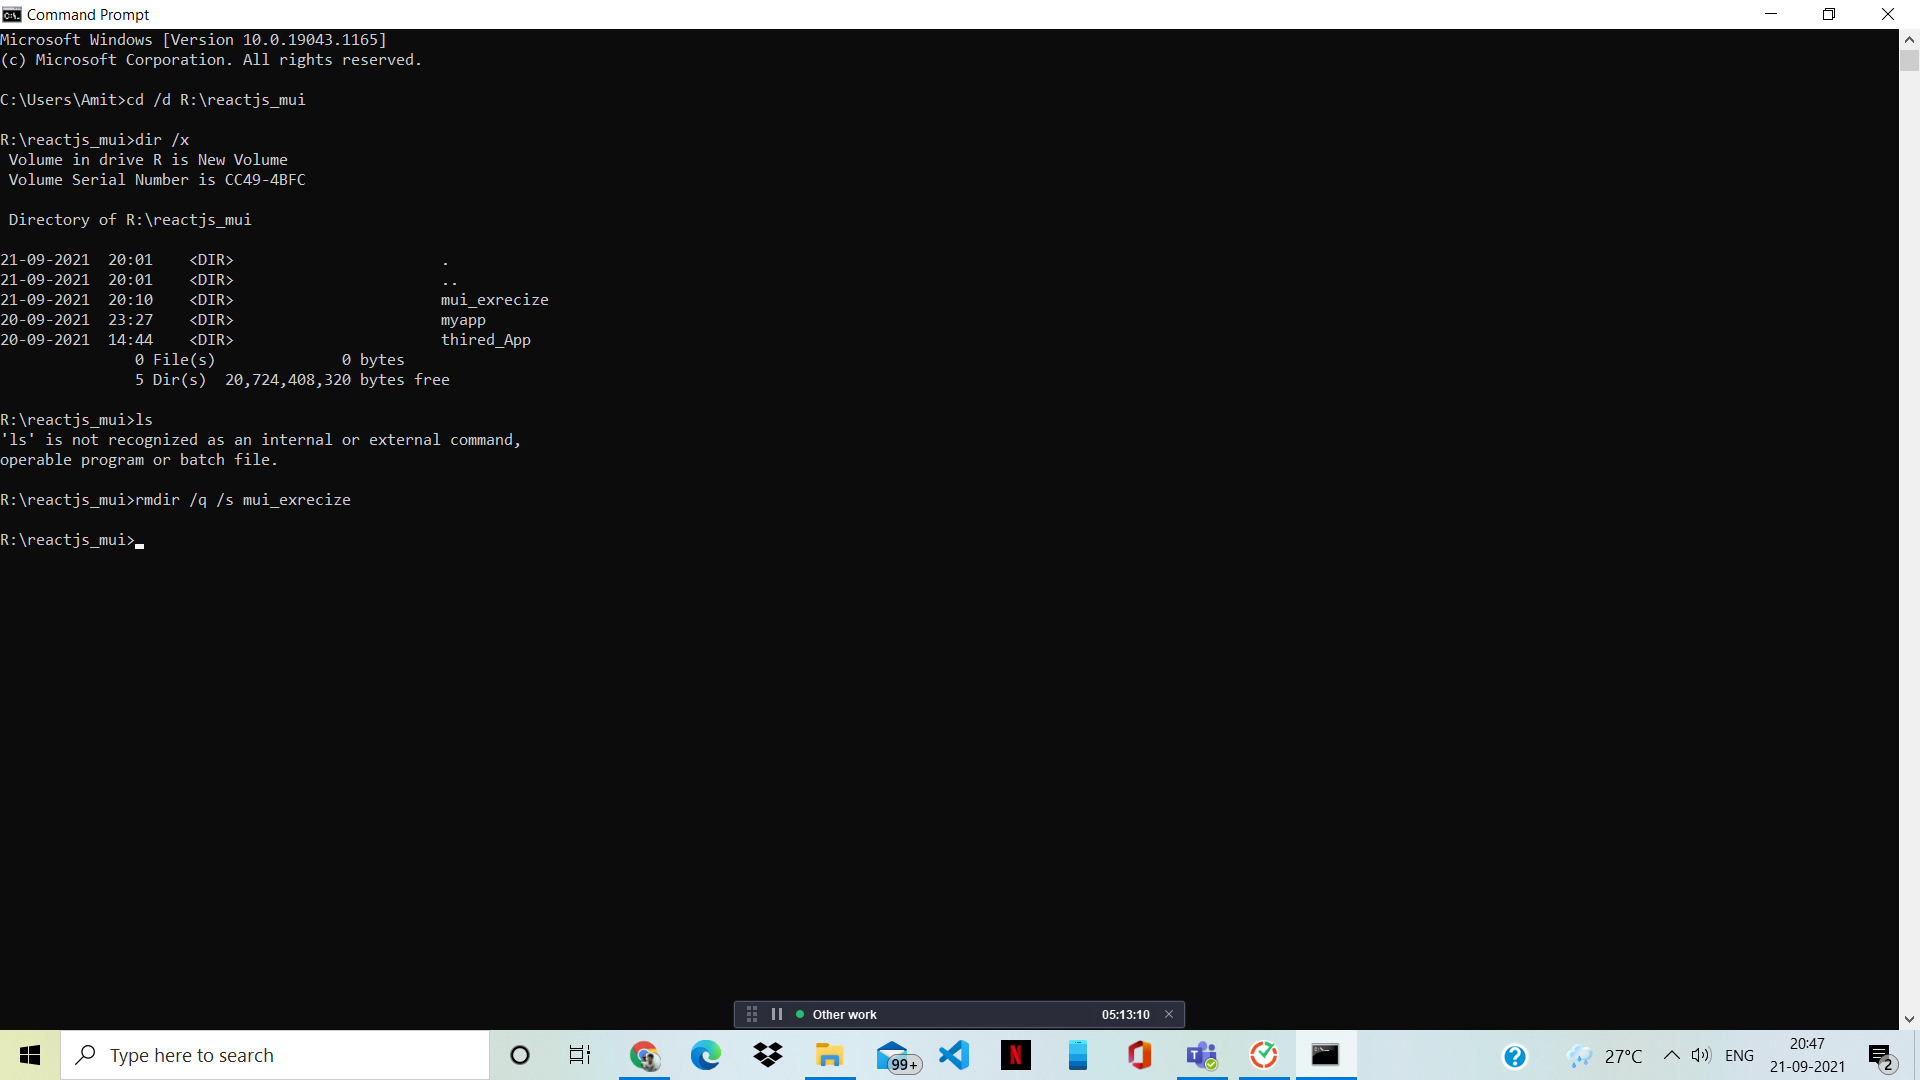 Command Prompt
Microsoft Windows [Version 10.0.19043.1165]
(c) Microsoft Corporation. All rights reserved.
C:\Users\Amit>cd /d R:\reactjs_mui
R:\reactjs_mui>dir /x
Volume in drive R is New Volume
Volume Serial Number is CC49-4BFC
Directory of R:\reactjs_mui
21-09-2021  20:01    <DIR>                       .
21-09-2021  20:01    <DIR>                       ..
21-09-2021  20:10    <DIR>                       mui_exrecize
20-09-2021  23:27    <DIR>                       myapp
20-09-2021  14:44    <DIR>                       thired_App
0 File(s)              0 bytes
5 Dir(s)  20,724,408,320 bytes free
R:\reactjs_mui>ls
'ls' is not recognized as an internal or external command,
operable program or batch file.
R:\reactjs_mui>rmdir /q /s mui_exrecize
R:\reactjs_mui>
Other work 05:13:10
Type here to search
99+
N
27°C
ENG
20:47
21-09-2021
2